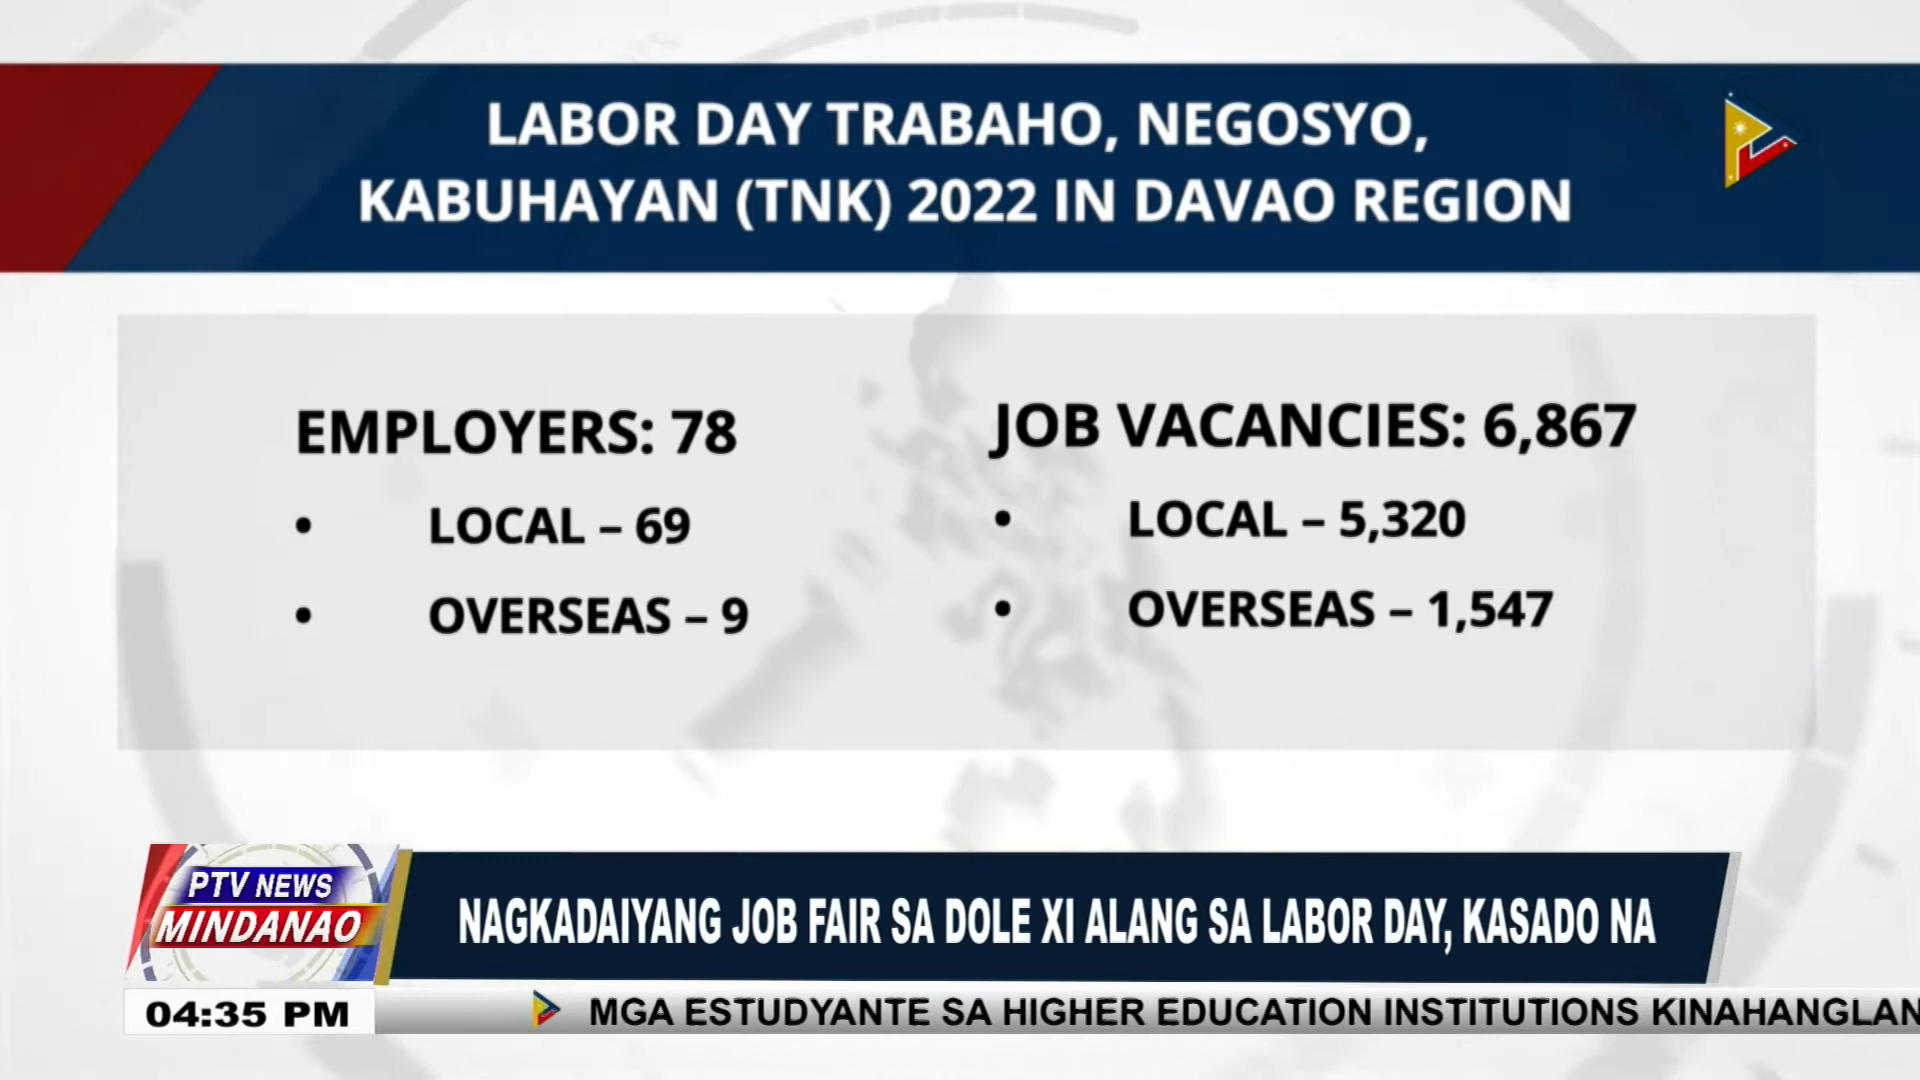 LABOR DAY TRABAHO, NEGOSYO,
KABUHAYAN (TNK) 2022 IN DAVAO REGION
EMPLOYERS: 78
• LOCAL – 69
• OVERSEAS – 9
JOB VACANCIES: 6,867
• LOCAL – 5,320
• OVERSEAS – 1,547
PTV NEWS
MINDANAO
NAGKADAIYANG JOB FAIR SA DOLE XI ALANG SA LABOR DAY, KASADO NA
04:35 PM
MGA ESTUDYANTE SA HIGHER EDUCATION INSTITUTIONS KINAHANGLAN